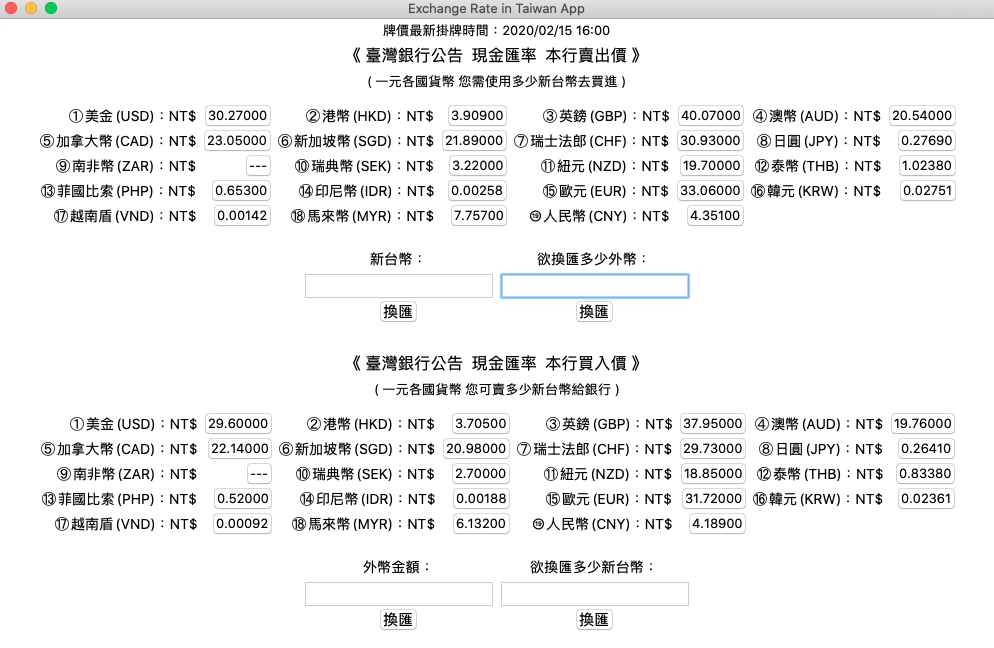 Exchange Rate in Taiwan App
牌價最新掛牌時間：2020/02/15 16:00
《 臺灣銀行公告 現金匯率 本行賣出價 》
( 一元各國貨幣 您需使用多少新台幣去買進 )
①美金(USD)：NT$ 30.27000 ②港幣(HKD)：NT$ 3.90900 ③英鎊(GBP)：NT$ 40.07000 ④澳幣(AUD)：NT$ 20.54000
⑤加拿大幣(CAD)：NT$ 23.05000 ⑥新加坡幣(SGD)：NT$ 21.89000 ⑦瑞士法郎(CHF)：NT$ 30.93000 ⑧日圓(JPY)：NT$ 0.27690
⑨南非幣(ZAR)：NT$ --- ⑩瑞典幣(SEK)：NT$ 3.22000 ⑪紐元(NZD)：NT$ 19.70000 ⑫泰幣(THB)：NT$ 1.02380
⑬菲國比索(PHP)：NT$ 0.65300 ⑭印尼幣(IDR)：NT$ 0.00258 ⑮歐元(EUR)：NT$ 33.06000 ⑯韓元(KRW)：NT$ 0.02751
⑰越南盾(VND)：NT$ 0.00142 ⑱馬來幣(MYR)：NT$ 7.75700 ⑲人民幣(CNY)：NT$ 4.35100
新台幣： 欲換匯多少外幣：
換匯 換匯
《 臺灣銀行公告 現金匯率 本行買入價 》
( 一元各國貨幣 您可賣多少新台幣給銀行 )
①美金(USD)：NT$ 29.60000 ②港幣(HKD)：NT$ 3.70500 ③英鎊(GBP)：NT$ 37.95000 ④澳幣(AUD)：NT$ 19.76000
⑤加拿大幣(CAD)：NT$ 22.14000 ⑥新加坡幣(SGD)：NT$ 20.98000 ⑦瑞士法郎(CHF)：NT$ 29.73000 ⑧日圓(JPY)：NT$ 0.26410
⑨南非幣(ZAR)：NT$ --- ⑩瑞典幣(SEK)：NT$ 2.70000 ⑪紐元(NZD)：NT$ 18.85000 ⑫泰幣(THB)：NT$ 0.83380
⑬菲國比索(PHP)：NT$ 0.52000 ⑭印尼幣(IDR)：NT$ 0.00188 ⑮歐元(EUR)：NT$ 31.72000 ⑯韓元(KRW)：NT$ 0.02361
⑰越南盾(VND)：NT$ 0.00092 ⑱馬來幣(MYR)：NT$ 6.13200 ⑲人民幣(CNY)：NT$ 4.18900
外幣金額： 欲換匯多少新台幣：
換匯 換匯